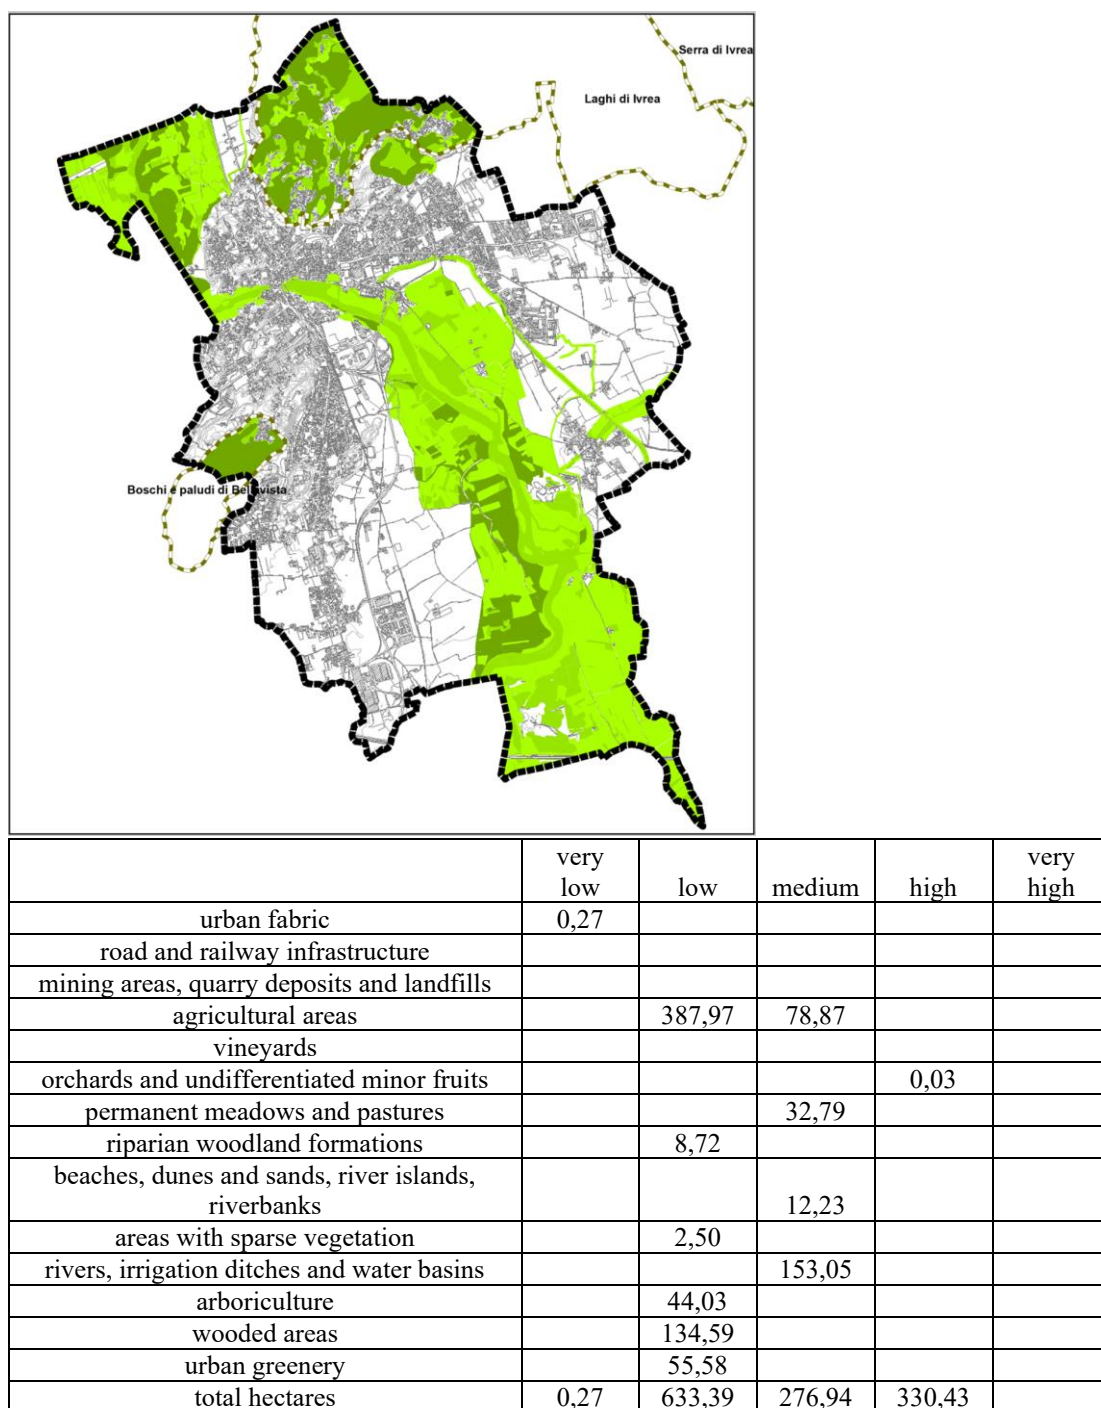 Serra di Ivrea
Laghi di Ivrea
Boschi e paludi di Bellavista
very low low medium high very high
urban fabric 0,27
road and railway infrastructure
mining areas, quarry deposits and landfills
agricultural areas 387,97 78,87
vineyards
orchards and undifferentiated minor fruits 0,03
permanent meadows and pastures 32,79
riparian woodland formations 8,72
beaches, dunes and sands, river islands,
riverbanks 12,23
areas with sparse vegetation 2,50
rivers, irrigation ditches and water basins 153,05
arboriculture 44,03
wooded areas 134,59
urban greenery 55,58
total hectares 0,27 633,39 276,94 330,43